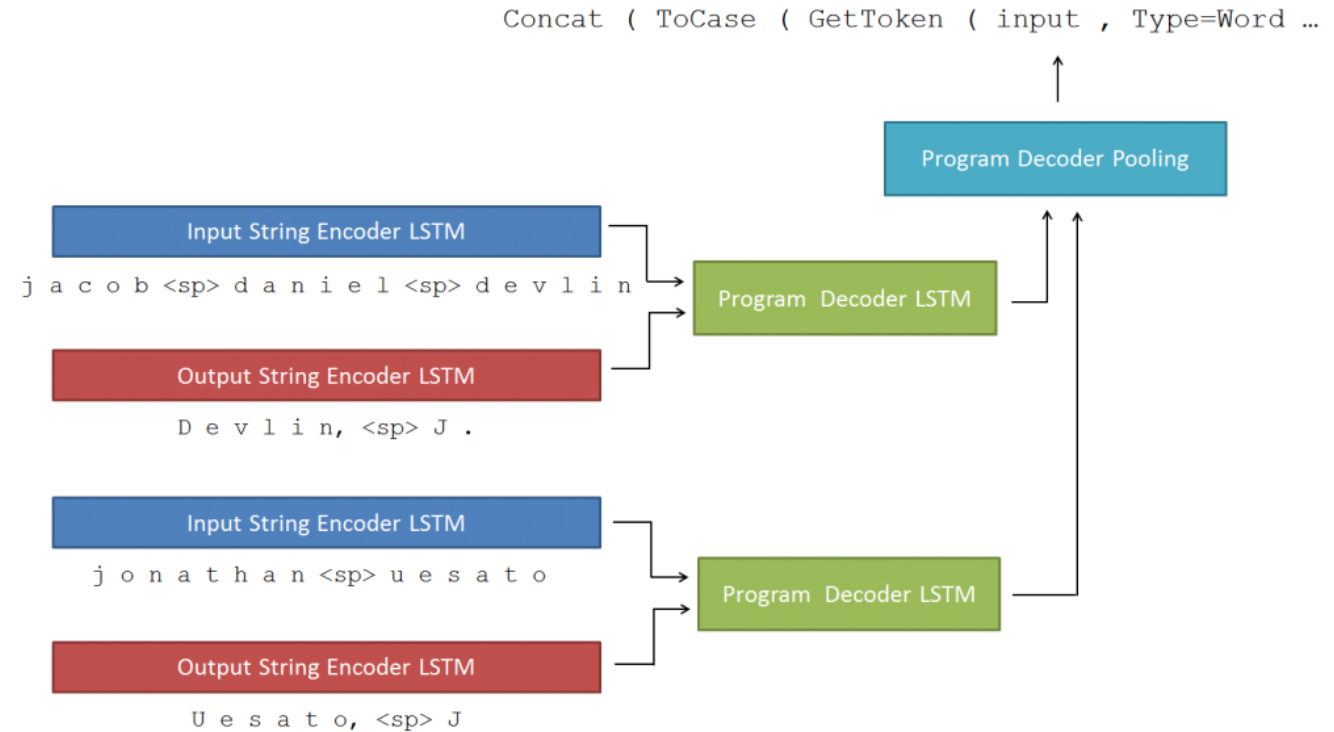 Concat ( ToCase ( GetToken ( input , Type=Word …
Program Decoder Pooling
Input String Encoder LSTM
j a c o b <sp> d a n i e l <sp> d e v l i n
Program Decoder LSTM
Output String Encoder LSTM
D e v l i n, <sp> J .
Input String Encoder LSTM
j o n a t h a n <sp> u e s a t o
Program Decoder LSTM
Output String Encoder LSTM
U e s a t o, <sp> J